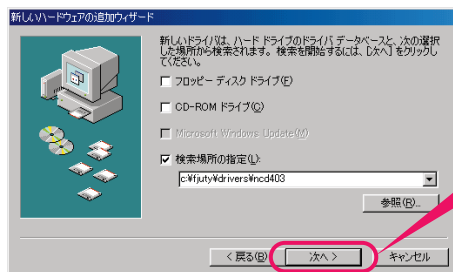 新しいハードウェアの追加ウィザード
新しいドライバは、ハード ドライブのドライバ データベースと、次の選択
した場所から検索されます。検索を開始するには、[次へ] をクリックし
てください。
フロッピー ディスク ドライブ(F)
CD-ROM ドライブ(C)
Microsoft Windows Update(M)
検索場所の指定(L):
c:¥fjuty¥drivers¥ncd403
参照(R)...
< 戻る(B)
次へ >
キャンセル